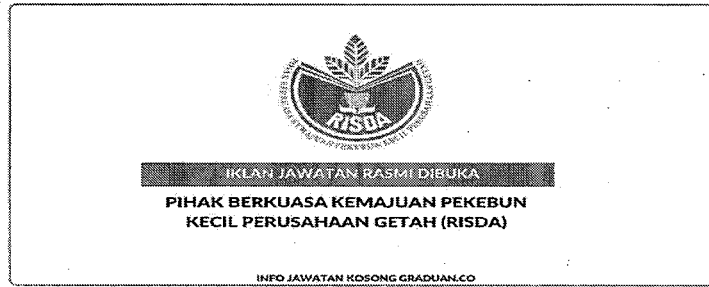 RISDA
IKLAN JAWATAN RASMI DIBUKA
PIHAK BERKUASA KEMAJUAN PEKEBUN
KECIL PERUSAHAAN GETAH (RISDA)
INFO JAWATAN KOSONG GRADUAN.CO